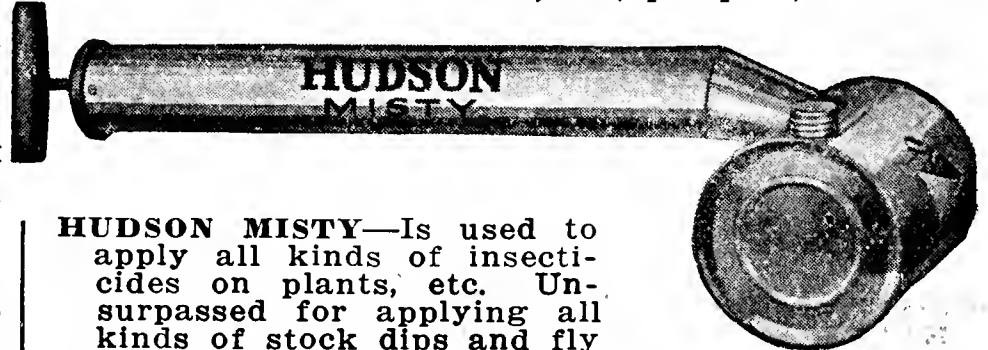 HUDSON
MISTY
HUDSON MISTY—Is used to
apply all kinds of insecti-
cides on plants, etc. Un-
surpassed for applying all
kinds of stock dips and fly